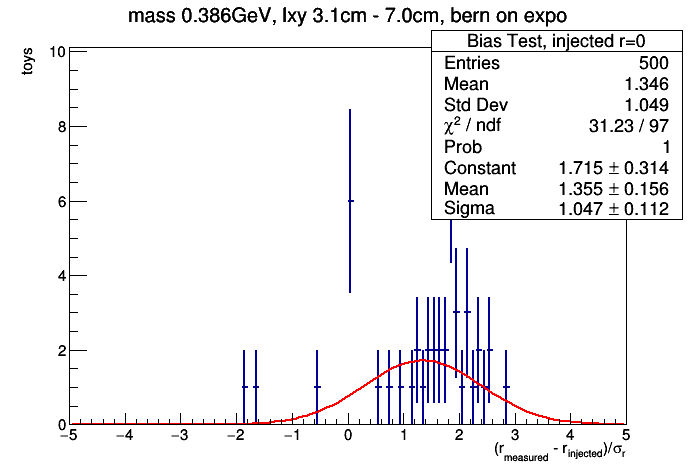 mass 0.386GeV, lxy 3.1cm - 7.0cm, bern on expo
Bias Test, injected r=0
Entries 500
Mean 1.346
Std Dev 1.049
χ² / ndf 31.23 / 97
Prob 1
Constant 1.715 ± 0.314
Mean 1.355 ± 0.156
Sigma 1.047 ± 0.112
toys
10
8
6
4
2
0
−5 −4 −3 −2 −1 0 1 2 3 4 5
(r_measured - r_injected)/σ_r